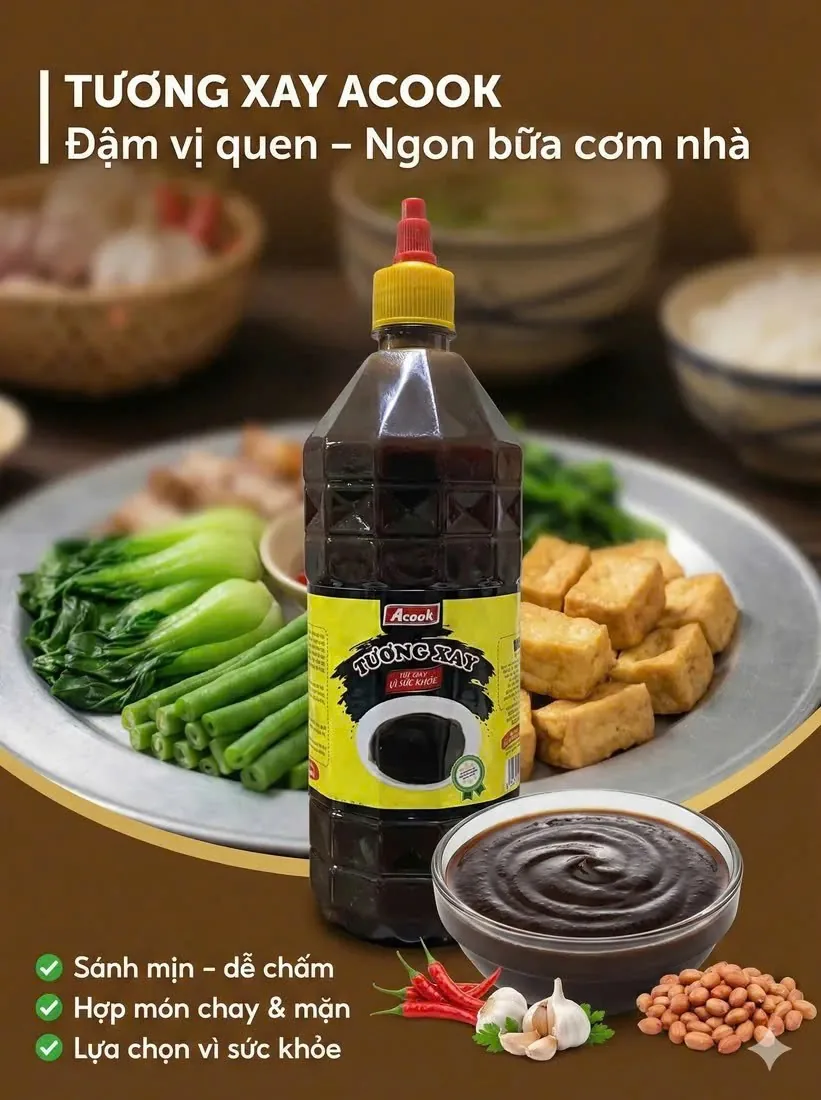 TƯƠNG XAY ACOOK
Đậm vị quen – Ngon bữa cơm nhà
Acook
TƯƠNG XAY
VÌ SỨC KHỎE
Sánh mịn – dễ chấm
Hợp món chay & mặn
Lựa chọn vì sức khỏe